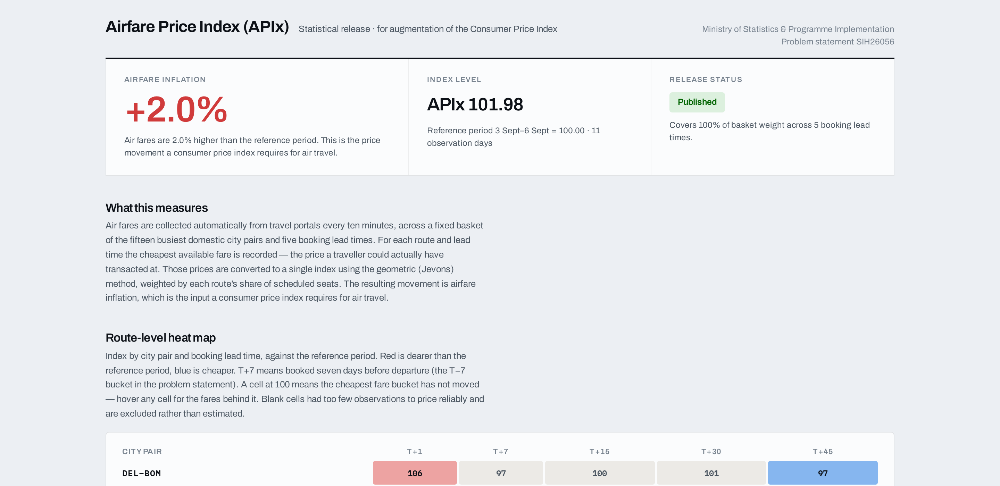 Airfare Price Index (APIx) Statistical release · for augmentation of the Consumer Price Index
Ministry of Statistics & Programme Implementation
Problem statement SIH26056
AIRFARE INFLATION
+2.0%
Air fares are 2.0% higher than the reference period. This is the price
movement a consumer price index requires for air travel.
INDEX LEVEL
APIx 101.98
Reference period 3 Sept–6 Sept = 100.00 · 11
observation days
RELEASE STATUS
Published
Covers 100% of basket weight across 5 booking lead
times.
What this measures
Air fares are collected automatically from travel portals every ten minutes, across a fixed basket
of the fifteen busiest domestic city pairs and five booking lead times. For each route and lead
time the cheapest available fare is recorded — the price a traveller could actually have
transacted at. Those prices are converted to a single index using the geometric (Jevons)
method, weighted by each route’s share of scheduled seats. The resulting movement is airfare
inflation, which is the input a consumer price index requires for air travel.
Route-level heat map
Index by city pair and booking lead time, against the reference period. Red is dearer than the
reference period, blue is cheaper. T+7 means booked seven days before departure (the T−7
bucket in the problem statement). A cell at 100 means the cheapest fare bucket has not moved
— hover any cell for the fares behind it. Blank cells had too few observations to price reliably and
are excluded rather than estimated.
CITY PAIR T+1 T+7 T+15 T+30 T+45
DEL–BOM 106 97 100 101 97